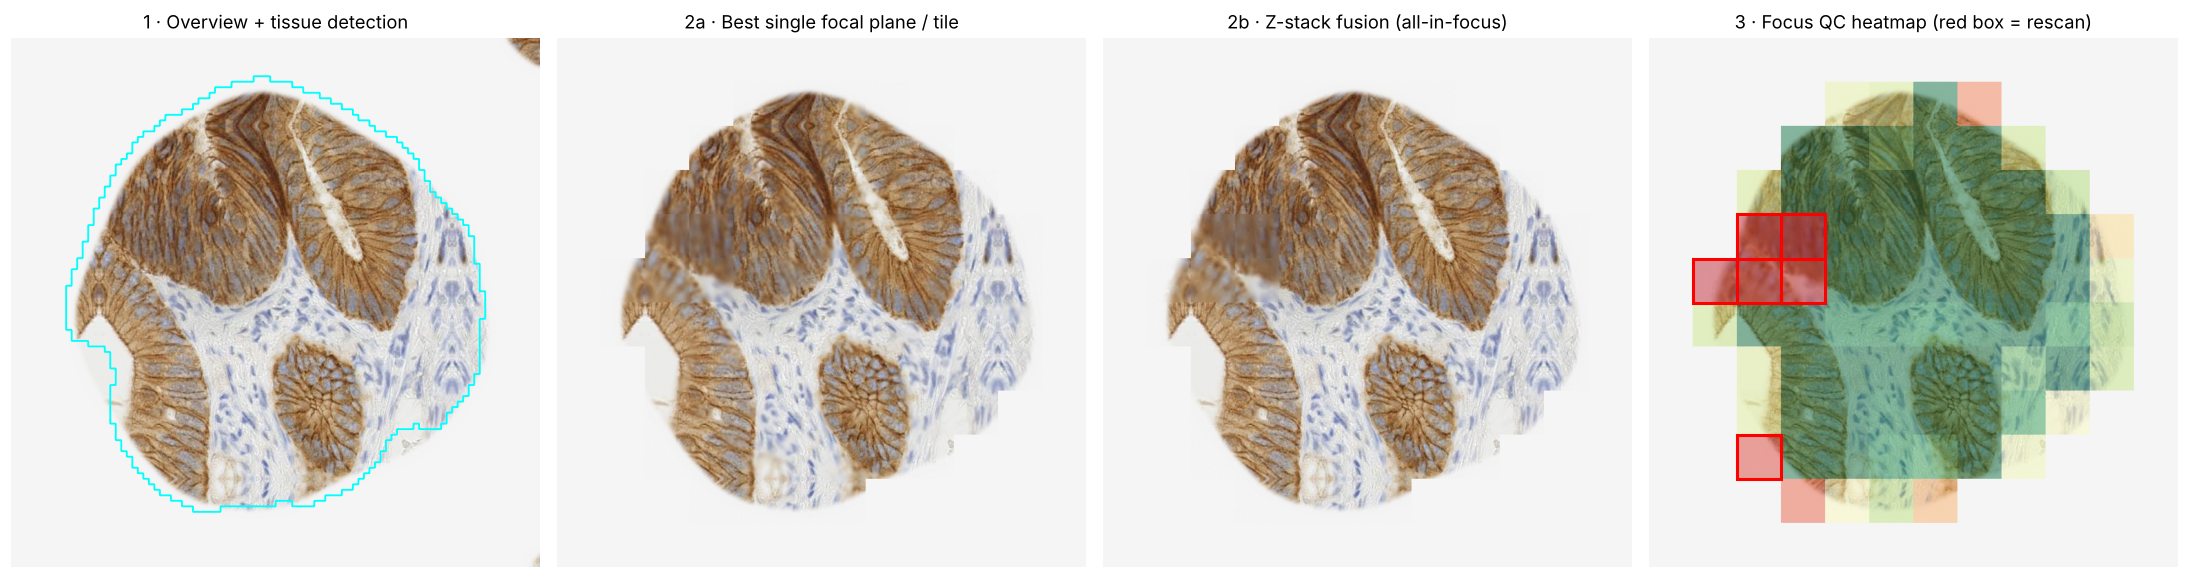 1 · Overview + tissue detection
2a · Best single focal plane / tile
2b · Z-stack fusion (all-in-focus)
3 · Focus QC heatmap (red box = rescan)